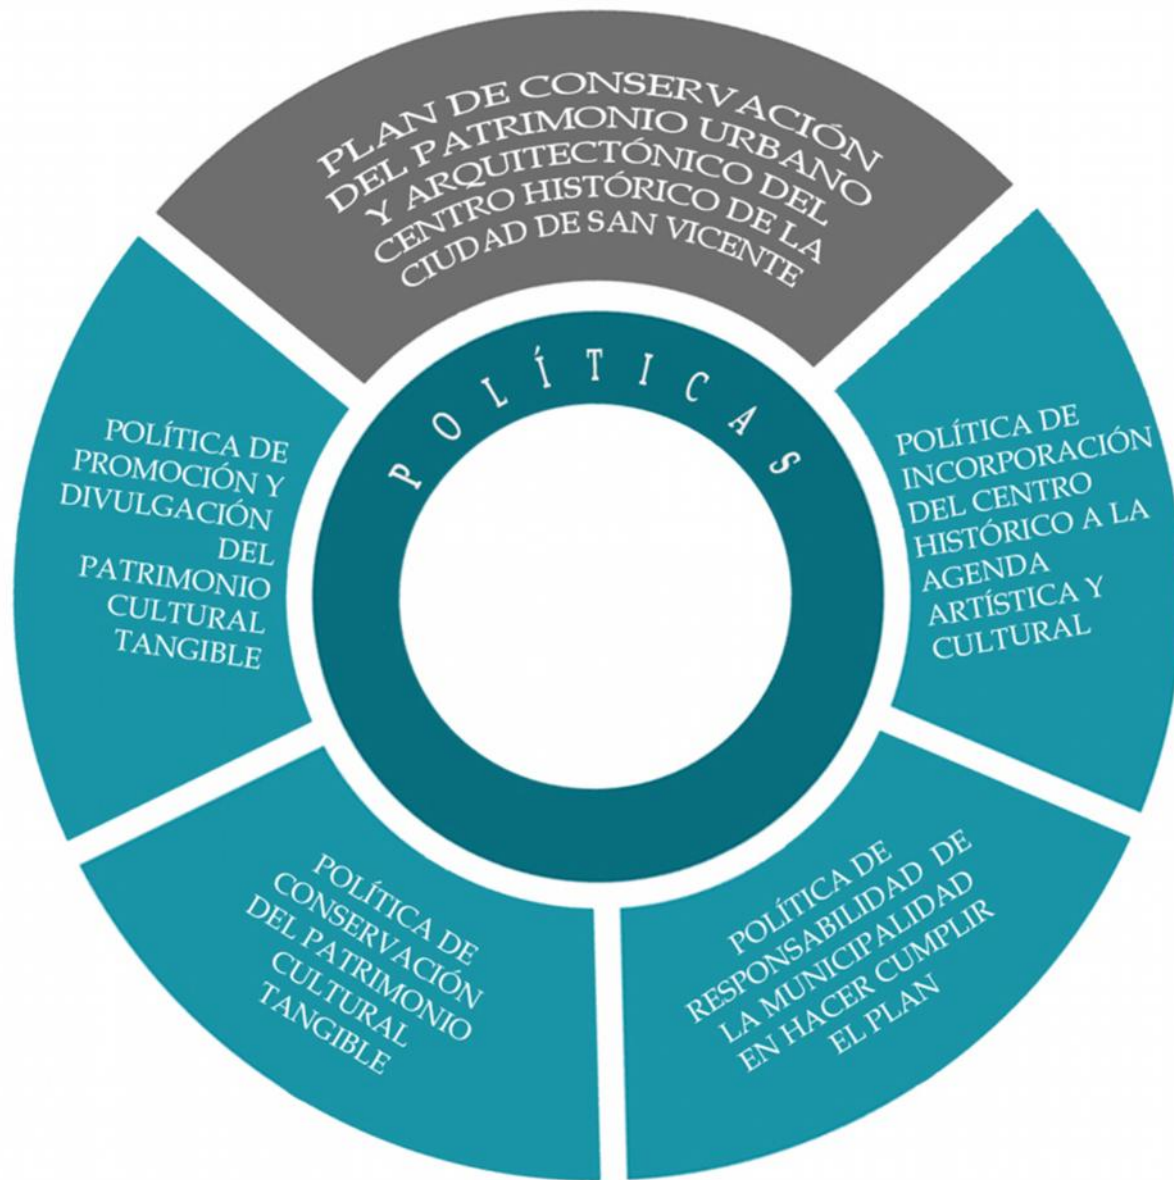 PLAN DE CONSERVACIÓN
DEL PATRIMONIO URBANO
Y ARQUITECTÓNICO DEL
CENTRO HISTÓRICO DE LA
CIUDAD DE SAN VICENTE
POLÍTICAS
POLÍTICA DE
PROMOCIÓN Y
DIVULGACIÓN
DEL
PATRIMONIO
CULTURAL
TANGIBLE
POLÍTICA DE
INCORPORACIÓN
DEL CENTRO
HISTÓRICO A LA
AGENDA
ARTÍSTICA Y
CULTURAL
POLÍTICA DE
CONSERVACIÓN
DEL PATRIMONIO
CULTURAL
TANGIBLE
POLÍTICA DE
RESPONSABILIDAD DE
LA MUNICIPALIDAD
EN HACER CUMPLIR
EL PLAN